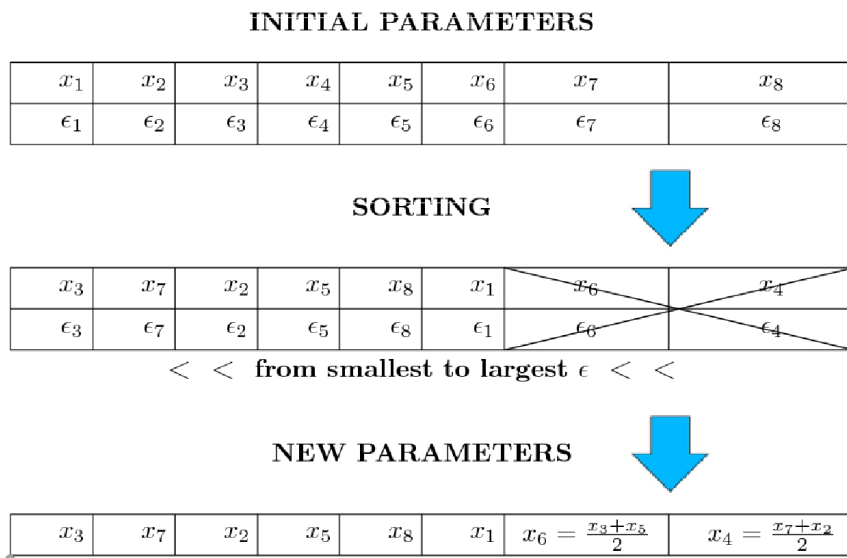 INITIAL PARAMETERS
x₁ x₂ x₃ x₄ x₅ x₆ x₇ x₈
ϵ₁ ϵ₂ ϵ₃ ϵ₄ ϵ₅ ϵ₆ ϵ₇ ϵ₈
SORTING
x₃ x₇ x₂ x₅ x₈ x₁ x₆ x₄
ϵ₃ ϵ₇ ϵ₂ ϵ₅ ϵ₈ ϵ₁ ϵ₆ ϵ₄
< < from smallest to largest ϵ < <
NEW PARAMETERS
x₃ x₇ x₂ x₅ x₈ x₁ x₆ = (x₃+x₅)/2 x₄ = (x₇+x₂)/2